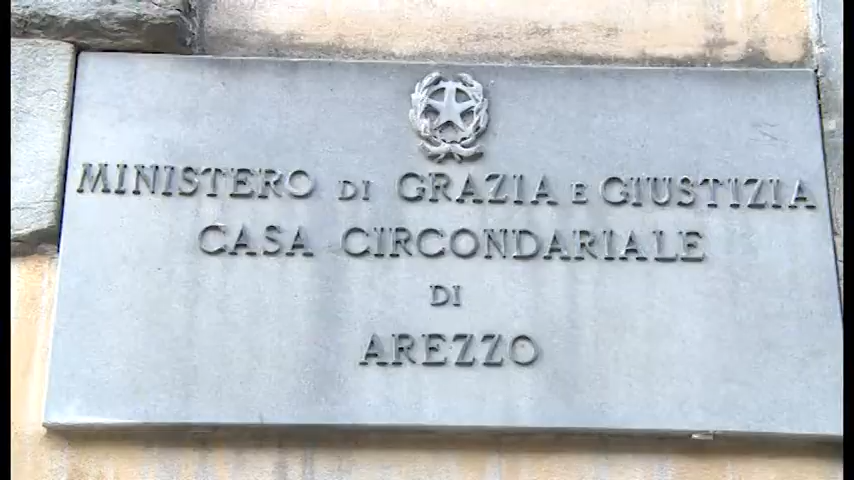 MINISTERO DI GRAZIA E GIUSTIZIA
CASA CIRCONDARIALE
DI
AREZZO